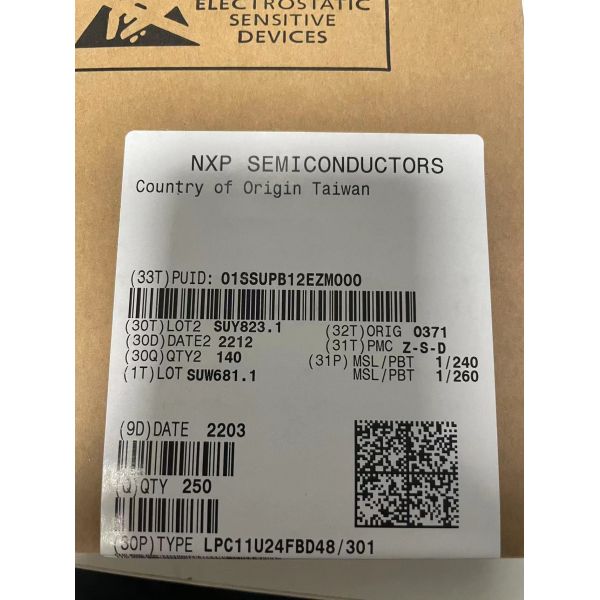 ELECTROSTATIC
SENSITIVE
DEVICES
NXP SEMICONDUCTORS
Country of Origin Taiwan
(33T)PUID: 01SSUPB12EZM000
(30T)LOT2 SUY823.1 (32T)ORIG 0371
(30D)DATE2 2212 (31T)PMC Z-S-D
(30Q)QTY2 140 (31P) MSL/PBT 1/240
(1T)LOT SUW681.1 MSL/PBT 1/260
(9D)DATE 2203
(Q)QTY 250
(30P)TYPE LPC11U24FBD48/301